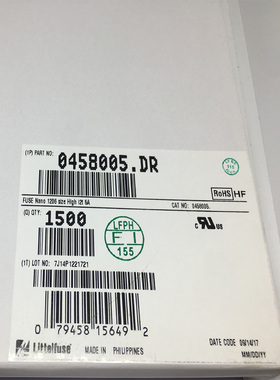 (1P) PART NO:
0458005.DR
RoHS HF
FUSE Nano 1206 size High I2t 5A
CAT NO: 0458005.
(Q) QTY:
1500
LFPH
F I
155
c UL us
(1T) LOT NO: 7J14P1221721
0 79458 15649 2
DATE CODE 09/14/17
MM/DD/YY
Littelfuse
MADE IN PHILIPPINES